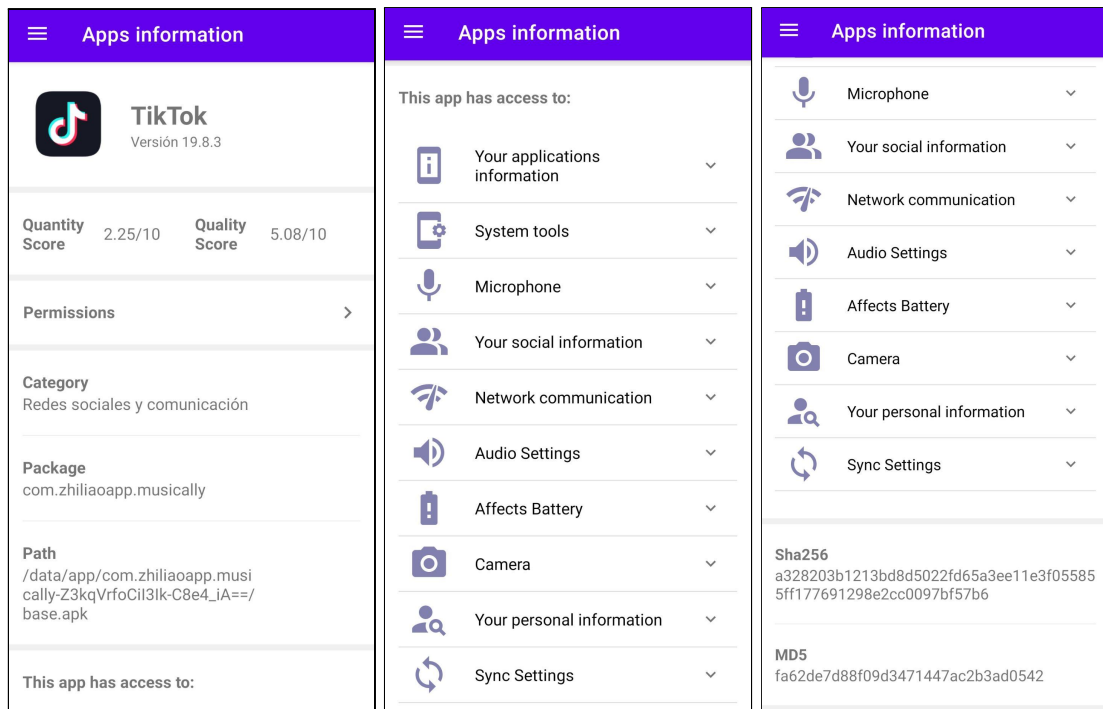 Apps information
TikTok
Versión 19.8.3
Quantity Score 2.25/10 Quality Score 5.08/10
Permissions
Category
Redes sociales y comunicación
Package
com.zhiliaoapp.musically
Path
/data/app/com.zhiliaoapp.musi
cally-Z3kqVrfoCiI3Ik-C8e4_iA==/
base.apk
This app has access to:
Apps information
This app has access to:
Your applications
information
System tools
Microphone
Your social information
Network communication
Audio Settings
Affects Battery
Camera
Your personal information
Sync Settings
Apps information
Microphone
Your social information
Network communication
Audio Settings
Affects Battery
Camera
Your personal information
Sync Settings
Sha256
a328203b1213bd8d5022fd65a3ee11e3f05585
5ff177691298e2cc0097bf57b6
MD5
fa62de7d88f09d3471447ac2b3ad0542